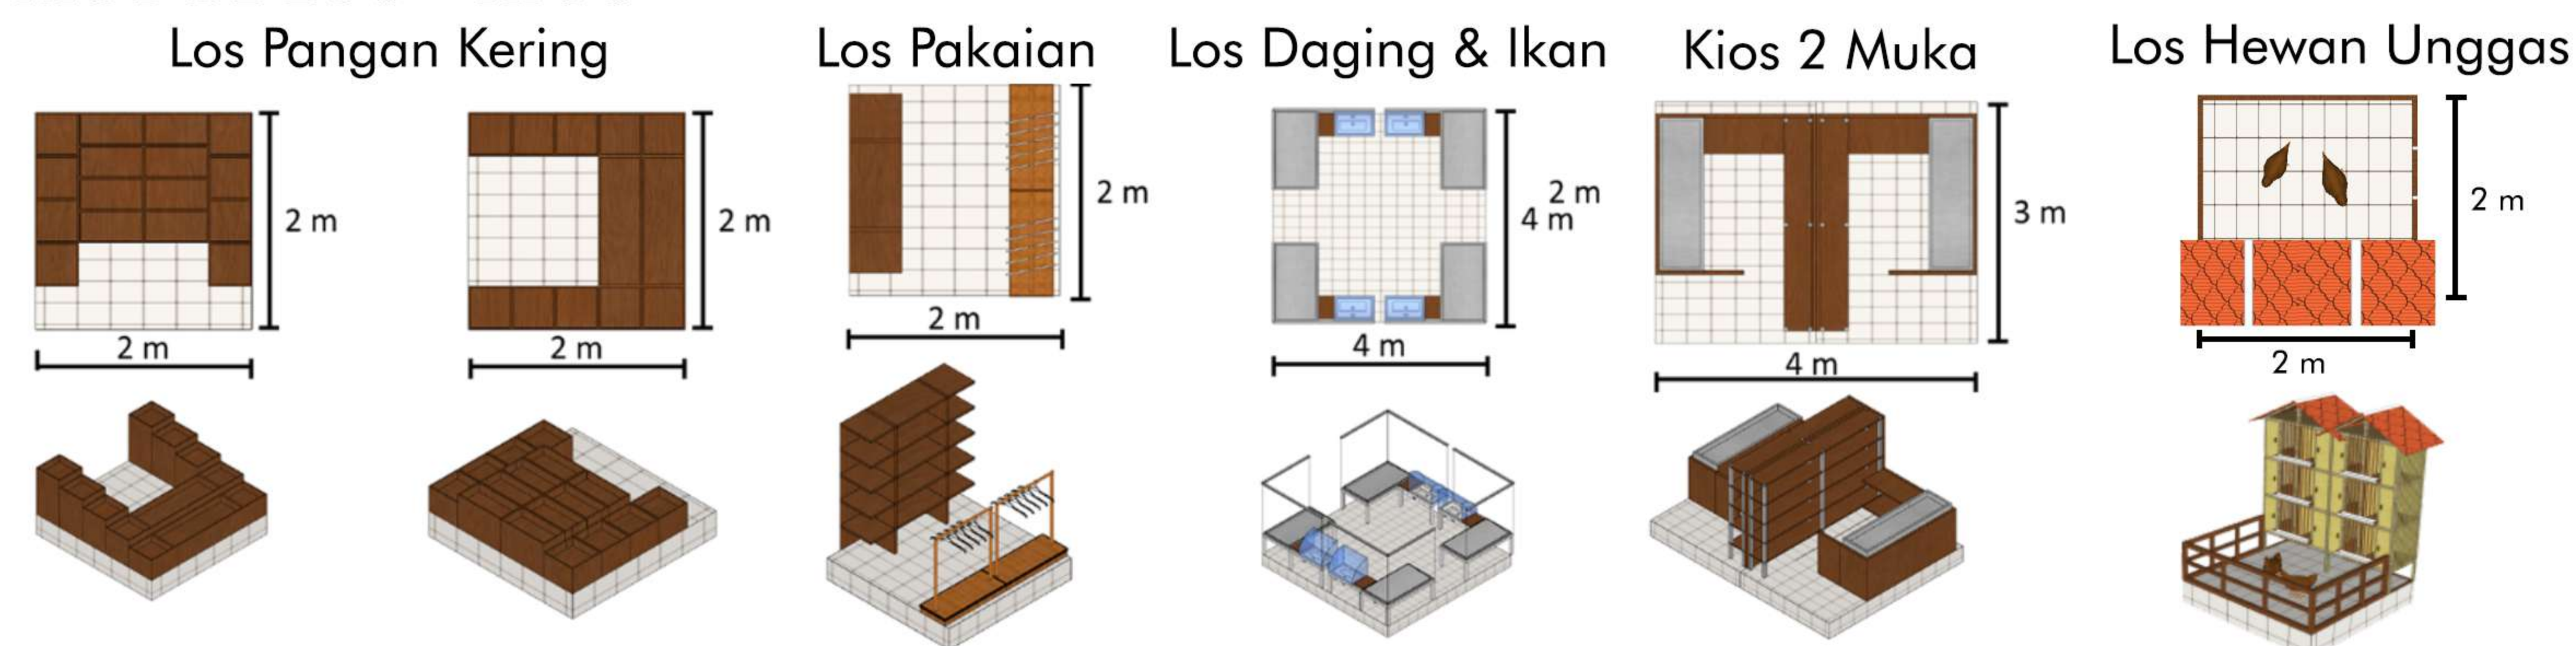 Los Pangan Kering
Los Pakaian
Los Daging & Ikan
Kios 2 Muka
Los Hewan Unggas
2 m
2 m
2 m
2 m
2 m
2 m
2 m
4 m
4 m
3 m
4 m
2 m
2 m